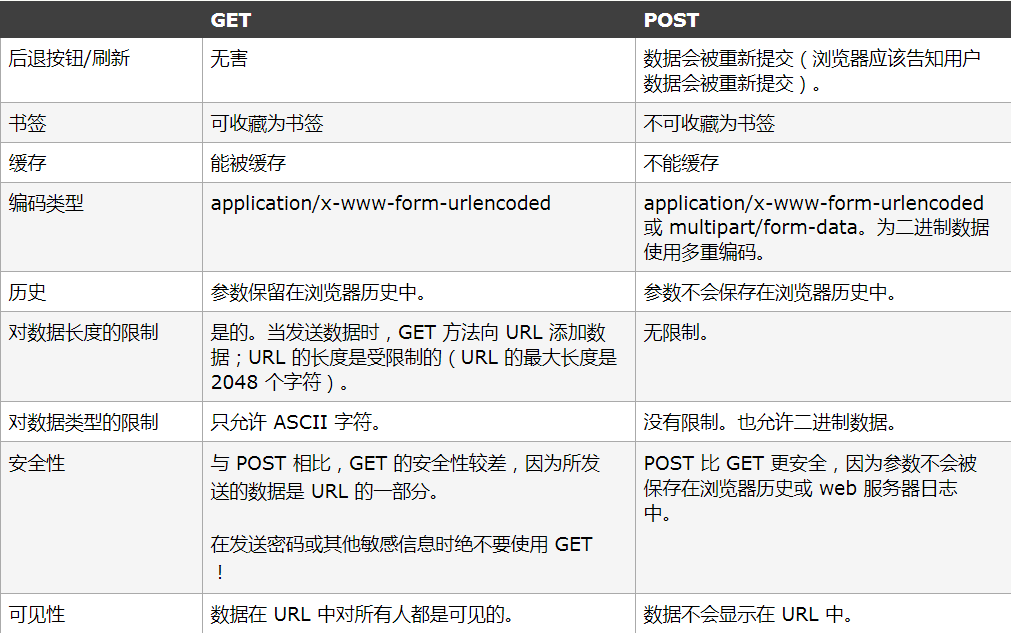 GET POST
后退按钮/刷新 无害 数据会被重新提交（浏览器应该告知用户
数据会被重新提交）。
书签 可收藏为书签 不可收藏为书签
缓存 能被缓存 不能缓存
编码类型 application/x-www-form-urlencoded application/x-www-form-urlencoded
或 multipart/form-data。为二进制数据
使用多重编码。
历史 参数保留在浏览器历史中。 参数不会保存在浏览器历史中。
对数据长度的限制 是的。当发送数据时，GET 方法向 URL 添加数 无限制。
据；URL 的长度是受限制的（URL 的最大长度是
2048 个字符）。
对数据类型的限制 只允许 ASCII 字符。 没有限制。也允许二进制数据。
安全性 与 POST 相比，GET 的安全性较差，因为所发 POST 比 GET 更安全，因为参数不会被
送的数据是 URL 的一部分。 保存在浏览器历史或 web 服务器日志
中。
在发送密码或其他敏感信息时绝不要使用 GET
！
可见性 数据在 URL 中对所有人都是可见的。 数据不会显示在 URL 中。